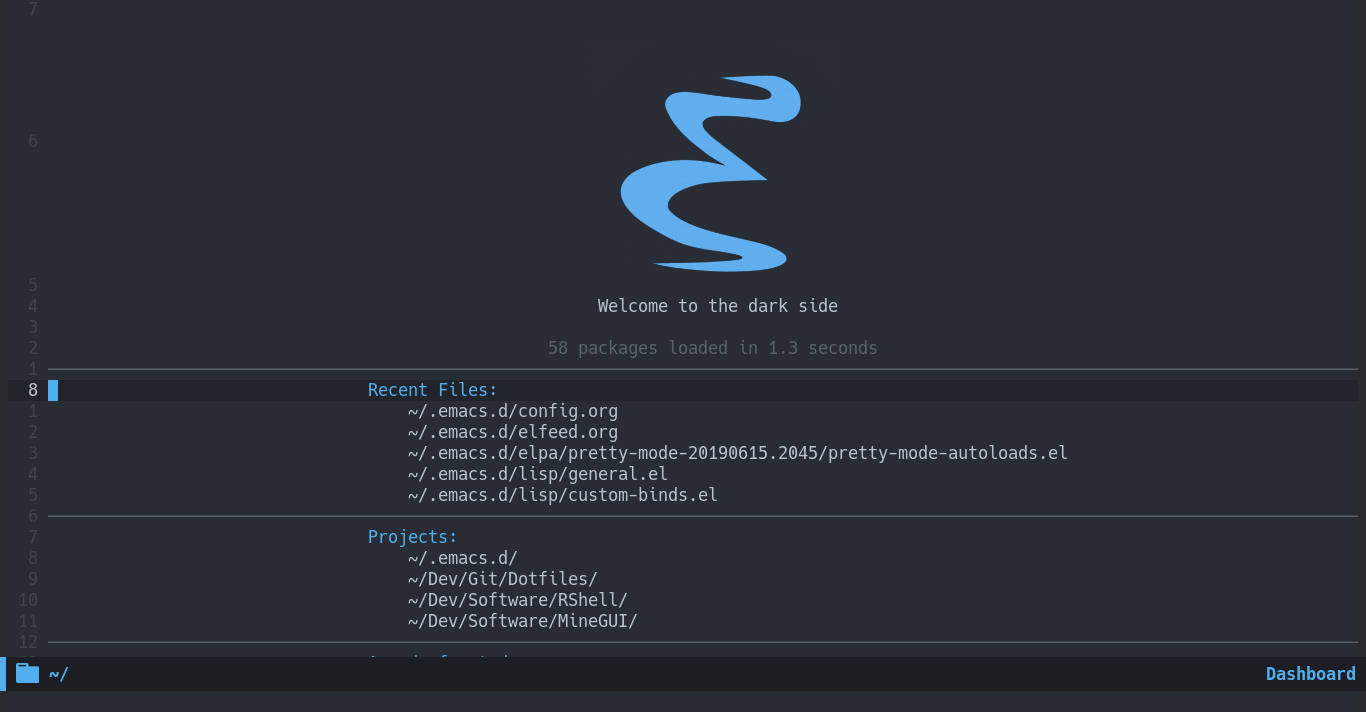 7
6
5
4 Welcome to the dark side
3
2 58 packages loaded in 1.3 seconds
1
8 Recent Files:
1 ~/.emacs.d/config.org
2 ~/.emacs.d/elfeed.org
3 ~/.emacs.d/elpa/pretty-mode-20190615.2045/pretty-mode-autoloads.el
4 ~/.emacs.d/lisp/general.el
5 ~/.emacs.d/lisp/custom-binds.el
6
7 Projects:
8 ~/.emacs.d/
9 ~/Dev/Git/Dotfiles/
10 ~/Dev/Software/RShell/
11 ~/Dev/Software/MineGUI/
12
~/ Dashboard